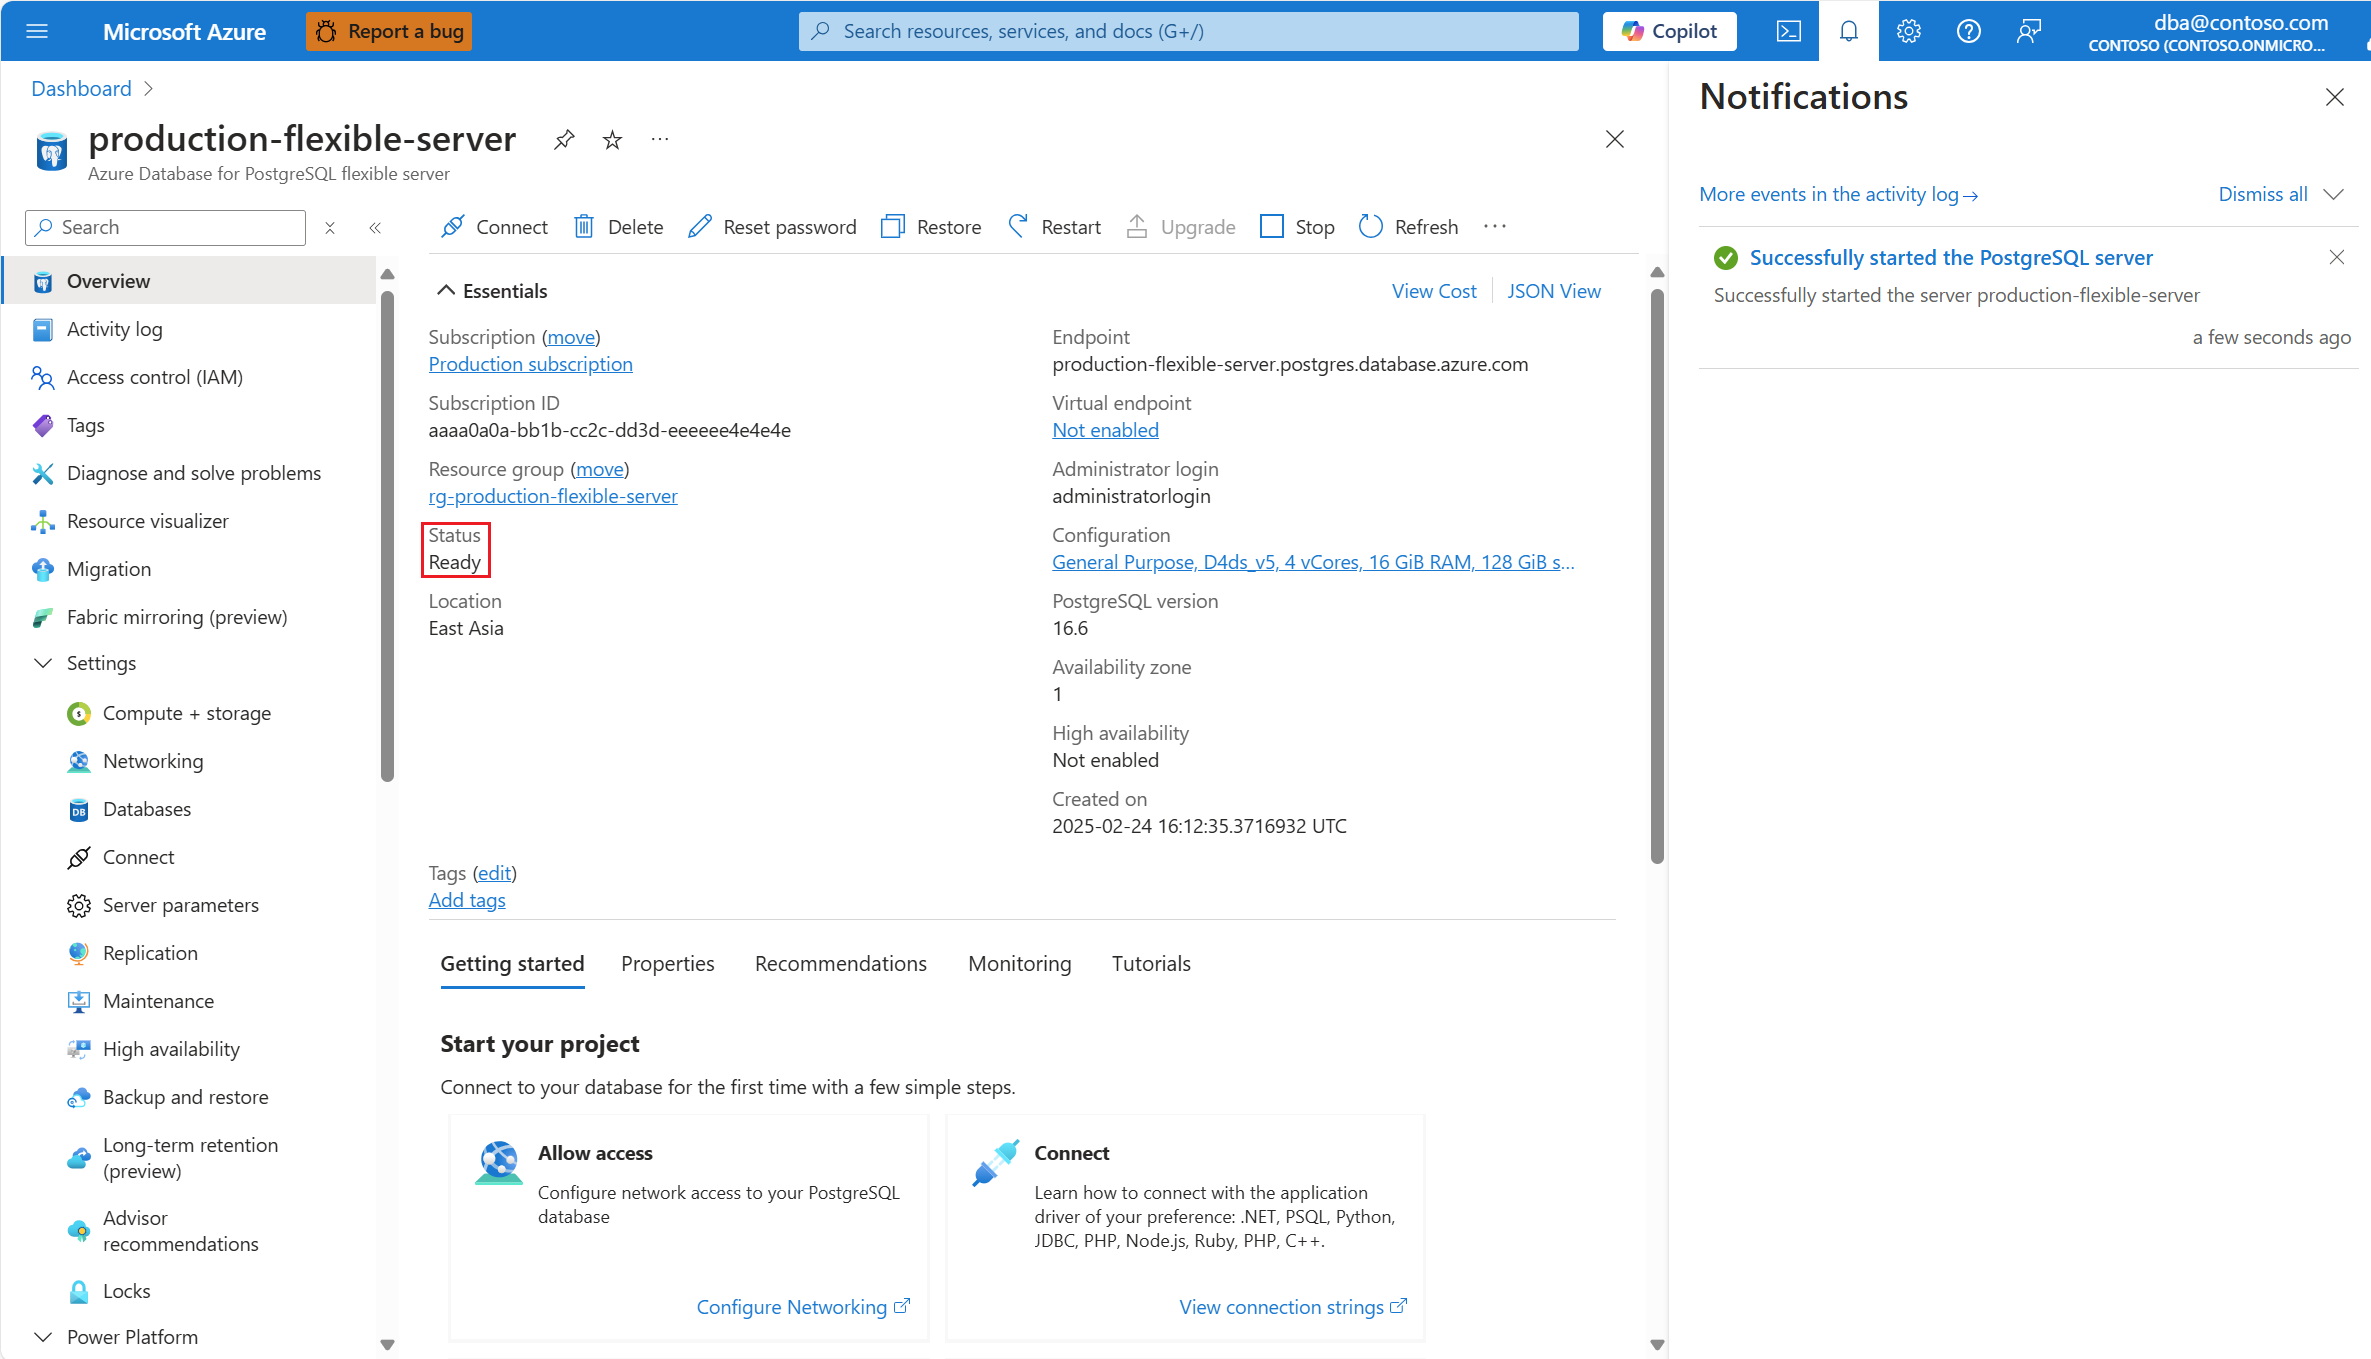 Microsoft Azure
Report a bug
Search resources, services, and docs (G+/)
Copilot
dba@contoso.com
CONTOSO (CONTOSO.ONMICRO...
Dashboard
production-flexible-server
Azure Database for PostgreSQL flexible server
Search
Overview
Activity log
Access control (IAM)
Tags
Diagnose and solve problems
Resource visualizer
Migration
Fabric mirroring (preview)
Settings
Compute + storage
Networking
Databases
Connect
Server parameters
Replication
Maintenance
High availability
Backup and restore
Long-term retention
(preview)
Advisor
recommendations
Locks
Power Platform
Connect
Delete
Reset password
Restore
Restart
Upgrade
Stop
Refresh
Essentials
View Cost
JSON View
Subscription (move)
Production subscription
Subscription ID
aaaa0a0a-bb1b-cc2c-dd3d-eeeeee4e4e4e
Resource group (move)
rg-production-flexible-server
Status
Ready
Location
East Asia
Endpoint
production-flexible-server.postgres.database.azure.com
Virtual endpoint
Not enabled
Administrator login
administratorlogin
Configuration
General Purpose, D4ds_v5, 4 vCores, 16 GiB RAM, 128 GiB s...
PostgreSQL version
16.6
Availability zone
1
High availability
Not enabled
Created on
2025-02-24 16:12:35.3716932 UTC
Tags (edit)
Add tags
Getting started
Properties
Recommendations
Monitoring
Tutorials
Start your project
Connect to your database for the first time with a few simple steps.
Allow access
Configure network access to your PostgreSQL
database
Configure Networking
Connect
Learn how to connect with the application
driver of your preference: .NET, PSQL, Python,
JDBC, PHP, Node.js, Ruby, PHP, C++.
View connection strings
Notifications
More events in the activity log→
Dismiss all
Successfully started the PostgreSQL server
Successfully started the server production-flexible-server
a few seconds ago